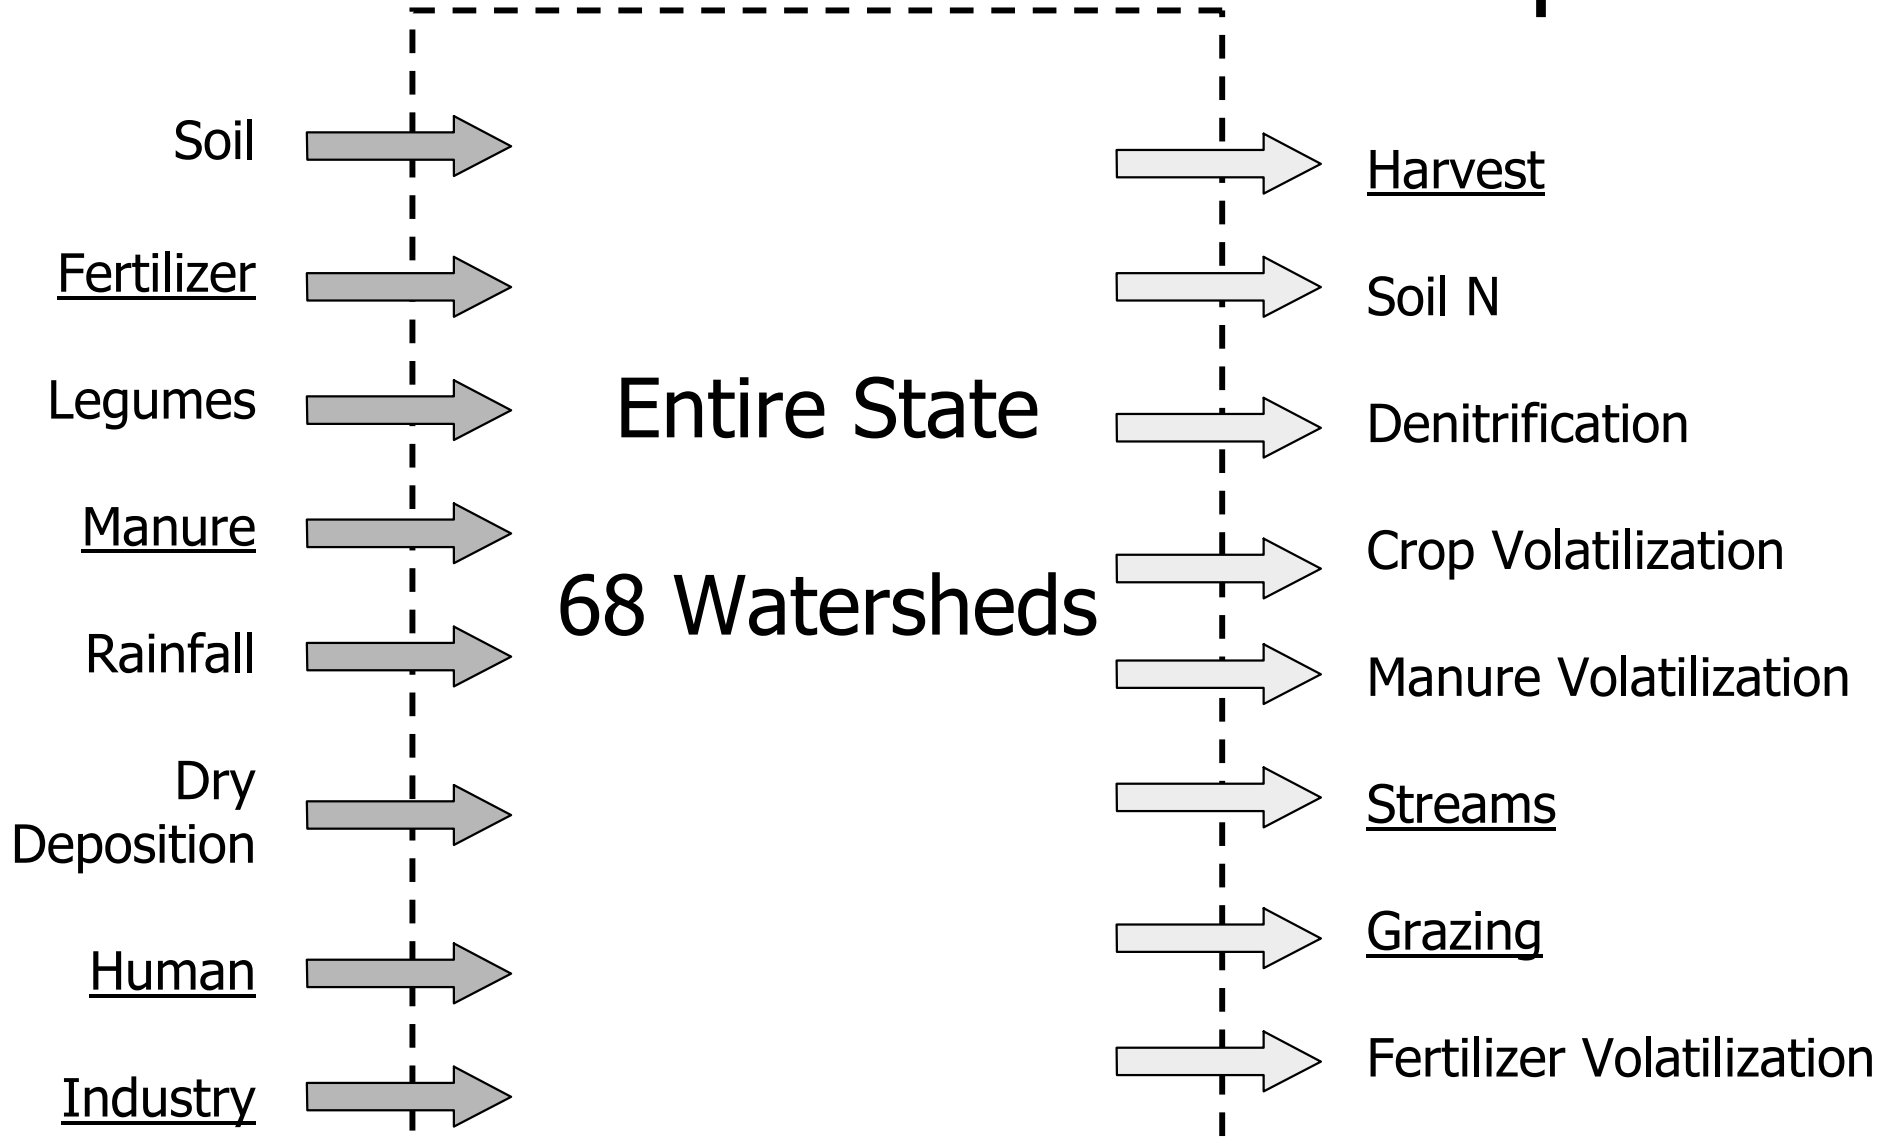 Soil
Fertilizer
Legumes
Manure
Rainfall
Dry
Deposition
Human
Industry
Entire State
68 Watersheds
Harvest
Soil N
Denitrification
Crop Volatilization
Manure Volatilization
Streams
Grazing
Fertilizer Volatilization